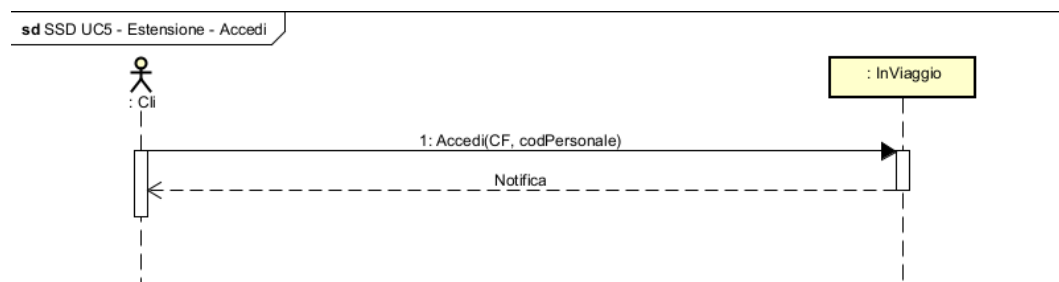 sd SSD UC5 - Estensione - Accedi
: Cli
: InViaggio
1: Accedi(CF, codPersonale)
Notifica